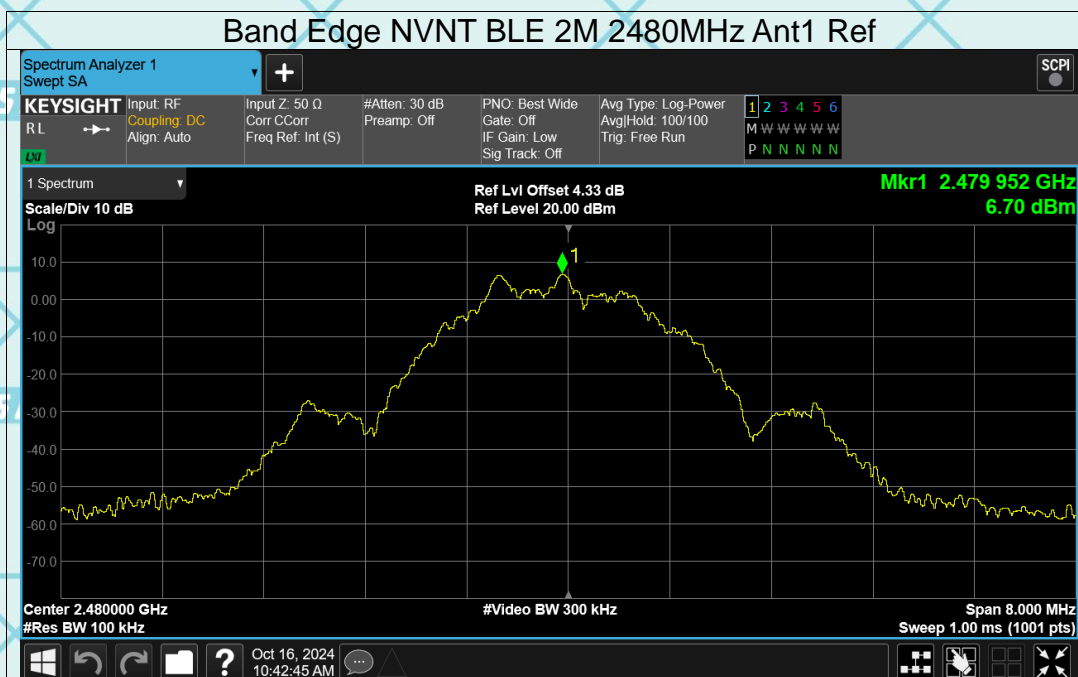 Band Edge NVNT BLE 2M 2480MHz Ant1 Ref
Spectrum Analyzer 1
Swept SA
+
SCPI
KEYSIGHT
R L
LXI
Input: RF
Coupling: DC
Align: Auto
Input Z: 50 Ω
Corr CCorr
Freq Ref: Int (S)
#Atten: 30 dB
Preamp: Off
PNO: Best Wide
Gate: Off
IF Gain: Low
Sig Track: Off
Avg Type: Log-Power
Avg|Hold: 100/100
Trig: Free Run
1 2 3 4 5 6
M W W W W W
P N N N N N
1 Spectrum
Scale/Div 10 dB
Log
Ref Lvl Offset 4.33 dB
Ref Level 20.00 dBm
Mkr1 2.479 952 GHz
6.70 dBm
1
10.0
0.00
-10.0
-20.0
-30.0
-40.0
-50.0
-60.0
-70.0
Center 2.480000 GHz
#Res BW 100 kHz
#Video BW 300 kHz
Span 8.000 MHz
Sweep 1.00 ms (1001 pts)
?
Oct 16, 2024
10:42:45 AM